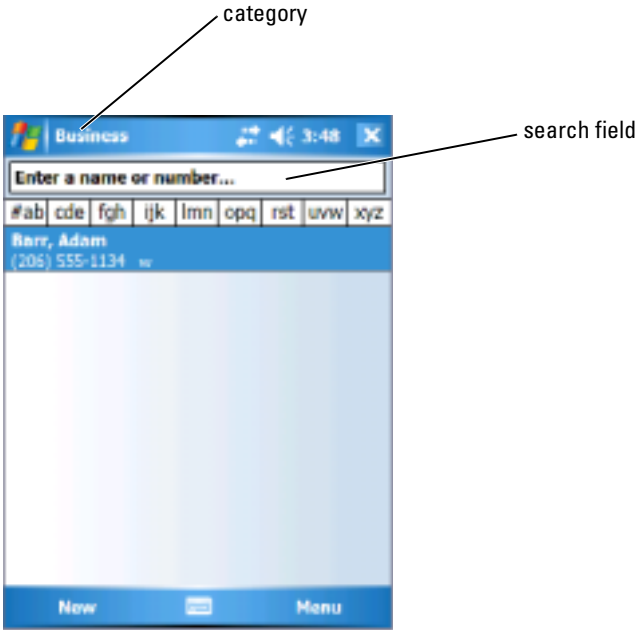 category
Business 3:48
search field
Enter a name or number...
#ab cde fgh ijk lmn opq rst uvw xyz
Barr, Adam
(206) 555-1134 w
New Menu